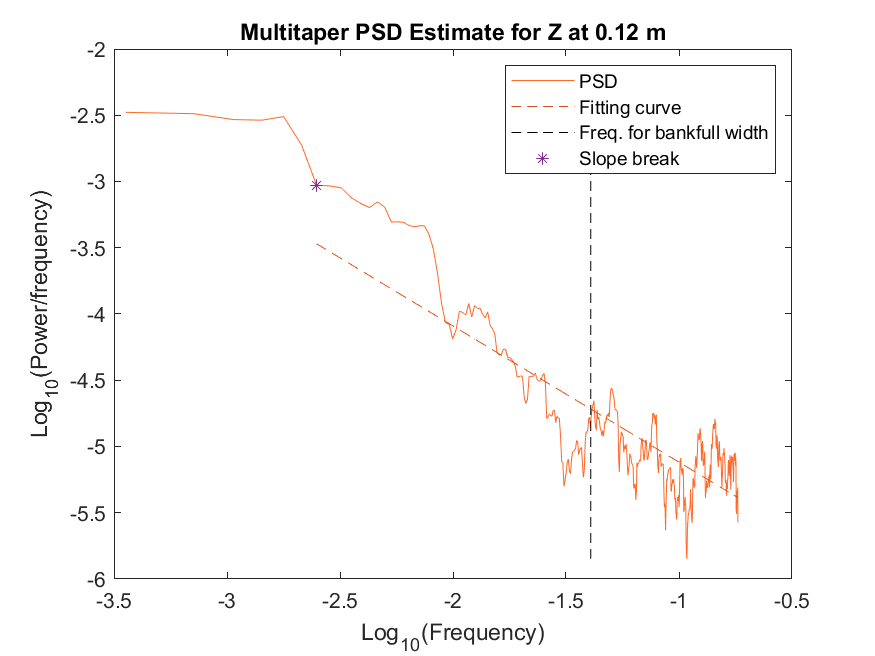 Multitaper PSD Estimate for Z at 0.12 m
PSD
Fitting curve
Freq. for bankfull width
Slope break
Log10(Power/frequency)
-2
-2.5
-3
-3.5
-4
-4.5
-5
-5.5
-6
-3.5 -3 -2.5 -2 -1.5 -1 -0.5
Log10(Frequency)